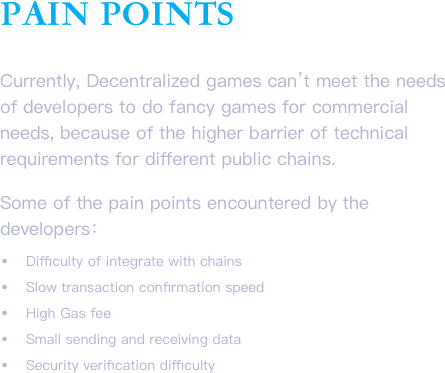 PAIN POINTS
Currently, Decentralized games can't meet the needs
of developers to do fancy games for commercial
needs, because of the higher barrier of technical
requirements for different public chains.
Some of the pain points encountered by the
developers:
• Difficulty of integrate with chains
• Slow transaction confirmation speed
• High Gas fee
• Small sending and receiving data
• Security verification difficulty